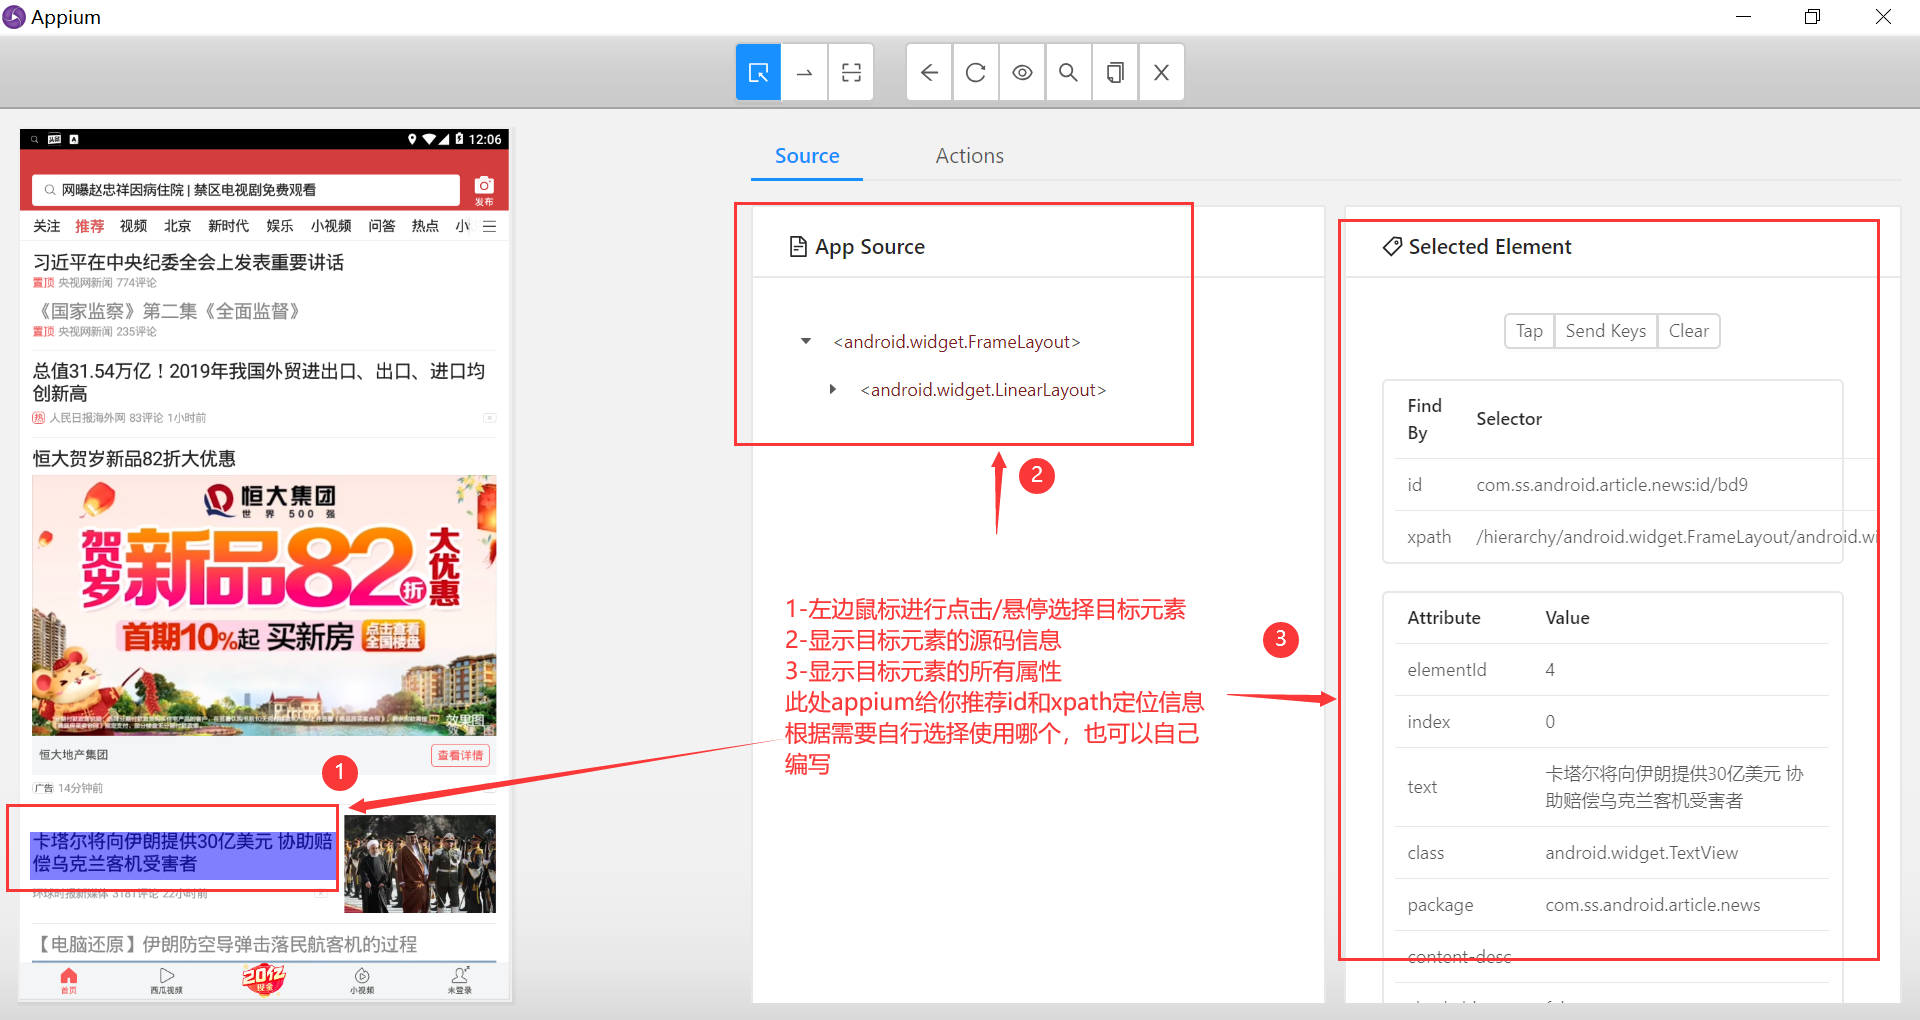 Appium
12:06
网曝赵忠祥因病住院 | 禁区电视剧免费观看
发布
关注 推荐 视频 北京 新时代 娱乐 小视频 问答 热点 小
习近平在中央纪委全会上发表重要讲话
置顶 央视网新闻 774评论
《国家监察》第二集《全面监督》
置顶 央视网新闻 235评论
总值31.54万亿！2019年我国外贸进出口、出口、进口均
创新高
热 人民日报海外网 83评论 1小时前
恒大贺岁新品82折大优惠
恒大集团
世界 500 强
贺岁 新品82折 大优惠
首期10%起 买新房 点击查看 全国楼盘
效果图
恒大地产集团 查看详情
广告 14分钟前
1
卡塔尔将向伊朗提供30亿美元 协助赔
偿乌克兰客机受害者
环球时报新媒体 3181评论 22小时前
【电脑还原】伊朗防空导弹击落民航客机的过程
首页 西瓜视频 20亿 现金 小视频 未登录
Source Actions
App Source
<android.widget.FrameLayout>
<android.widget.LinearLayout>
2
1-左边鼠标进行点击/悬停选择目标元素
2-显示目标元素的源码信息
3-显示目标元素的所有属性
此处appium给你推荐id和xpath定位信息
根据需要自行选择使用哪个，也可以自己
编写
3
Selected Element
Tap Send Keys Clear
Find By Selector
id com.ss.android.article.news:id/bd9
xpath /hierarchy/android.widget.FrameLayout/android.wi
Attribute Value
elementId 4
index 0
text 卡塔尔将向伊朗提供30亿美元 协
助赔偿乌克兰客机受害者
class android.widget.TextView
package com.ss.android.article.news
content-desc